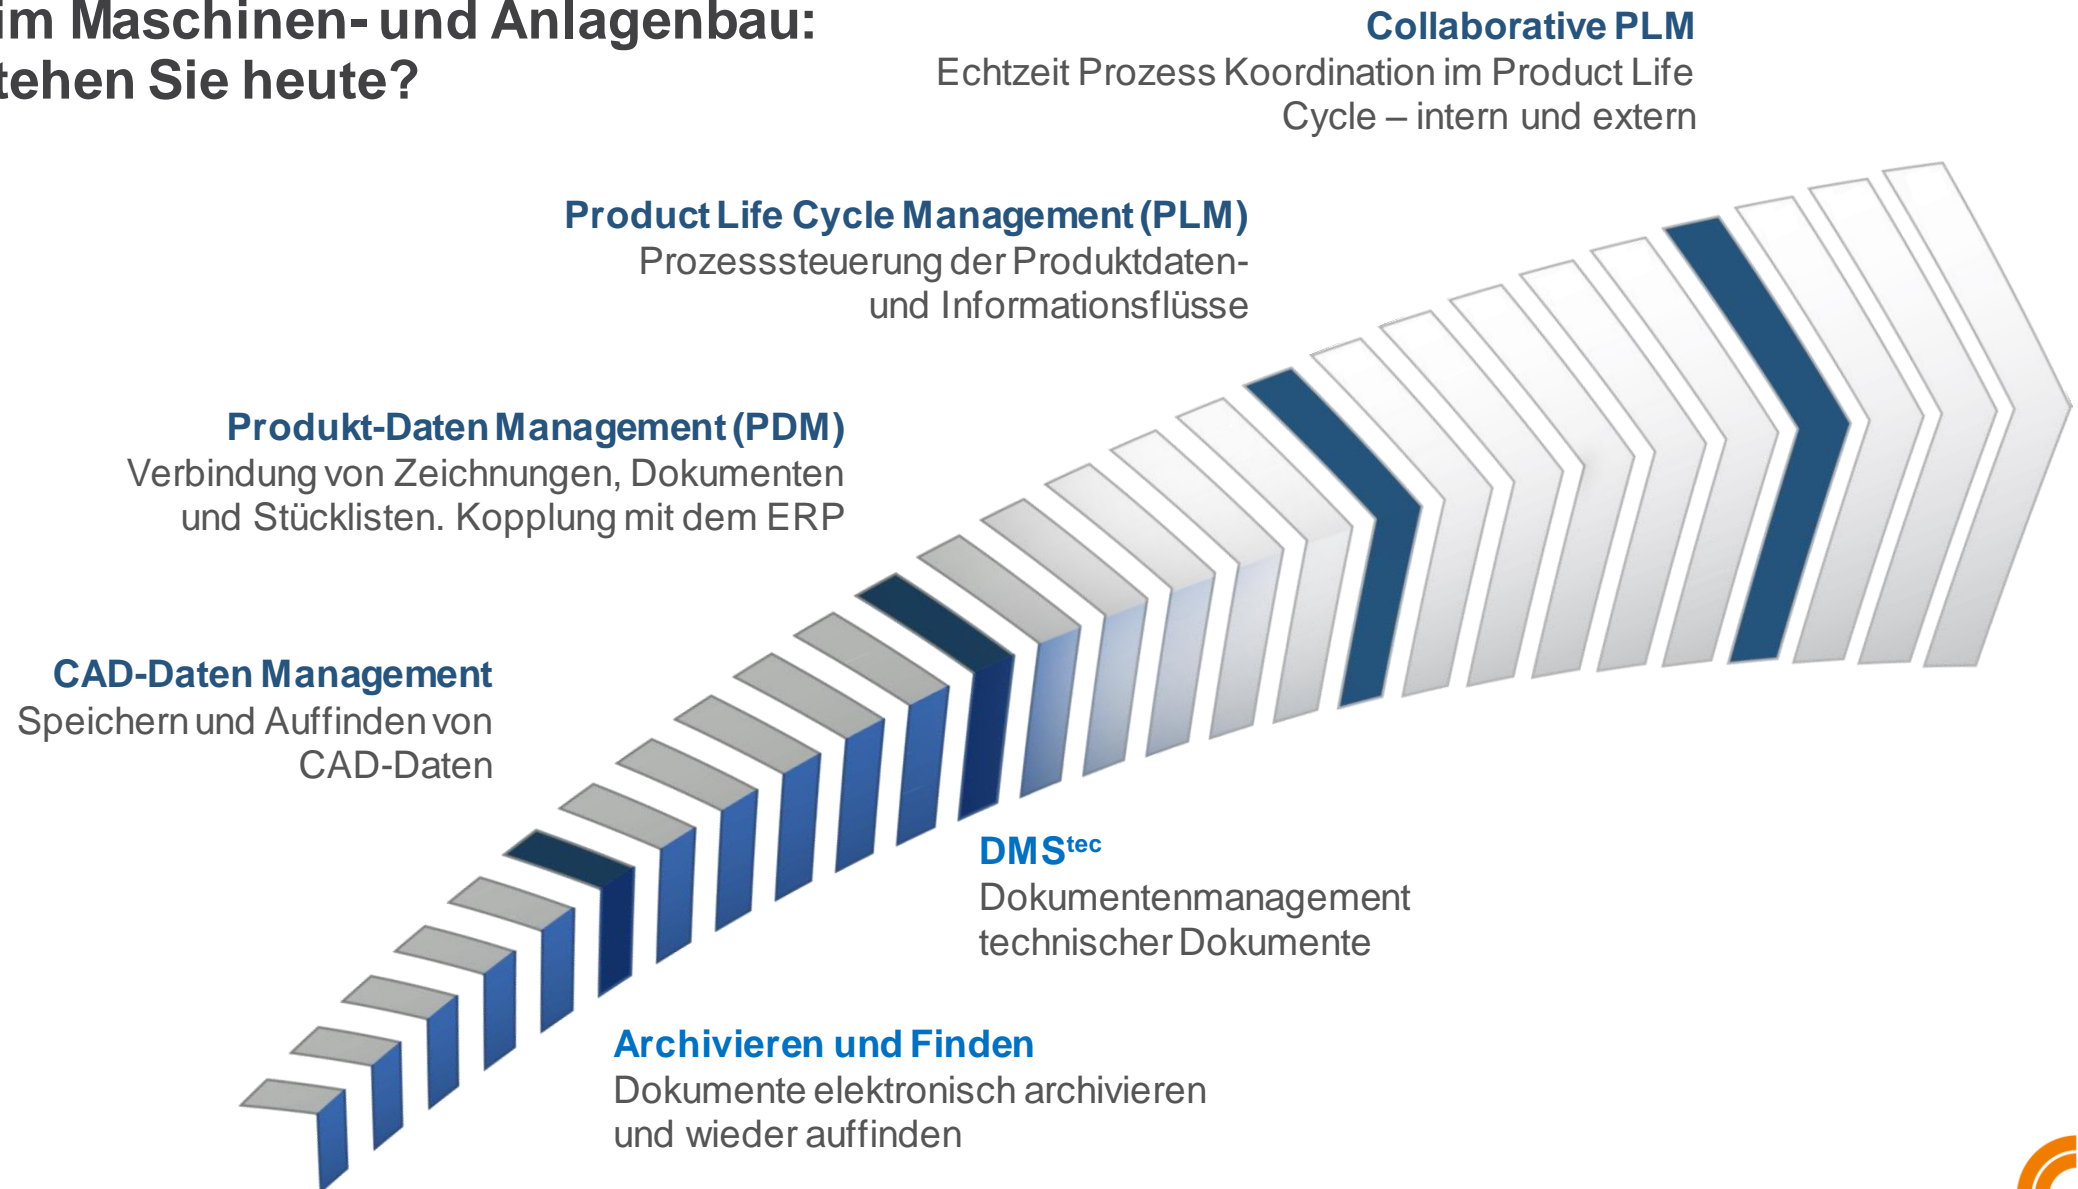 im Maschinen- und Anlagenbau:
tehen Sie heute?
Collaborative PLM
Echtzeit Prozess Koordination im Product Life
Cycle – intern und extern
Product Life Cycle Management (PLM)
Prozesssteuerung der Produktdaten-
und Informationsflüsse
Produkt-Daten Management (PDM)
Verbindung von Zeichnungen, Dokumenten
und Stücklisten. Kopplung mit dem ERP
CAD-Daten Management
Speichern und Auffinden von
CAD-Daten
DMStec
Dokumentenmanagement
technischer Dokumente
Archivieren und Finden
Dokumente elektronisch archivieren
und wieder auffinden